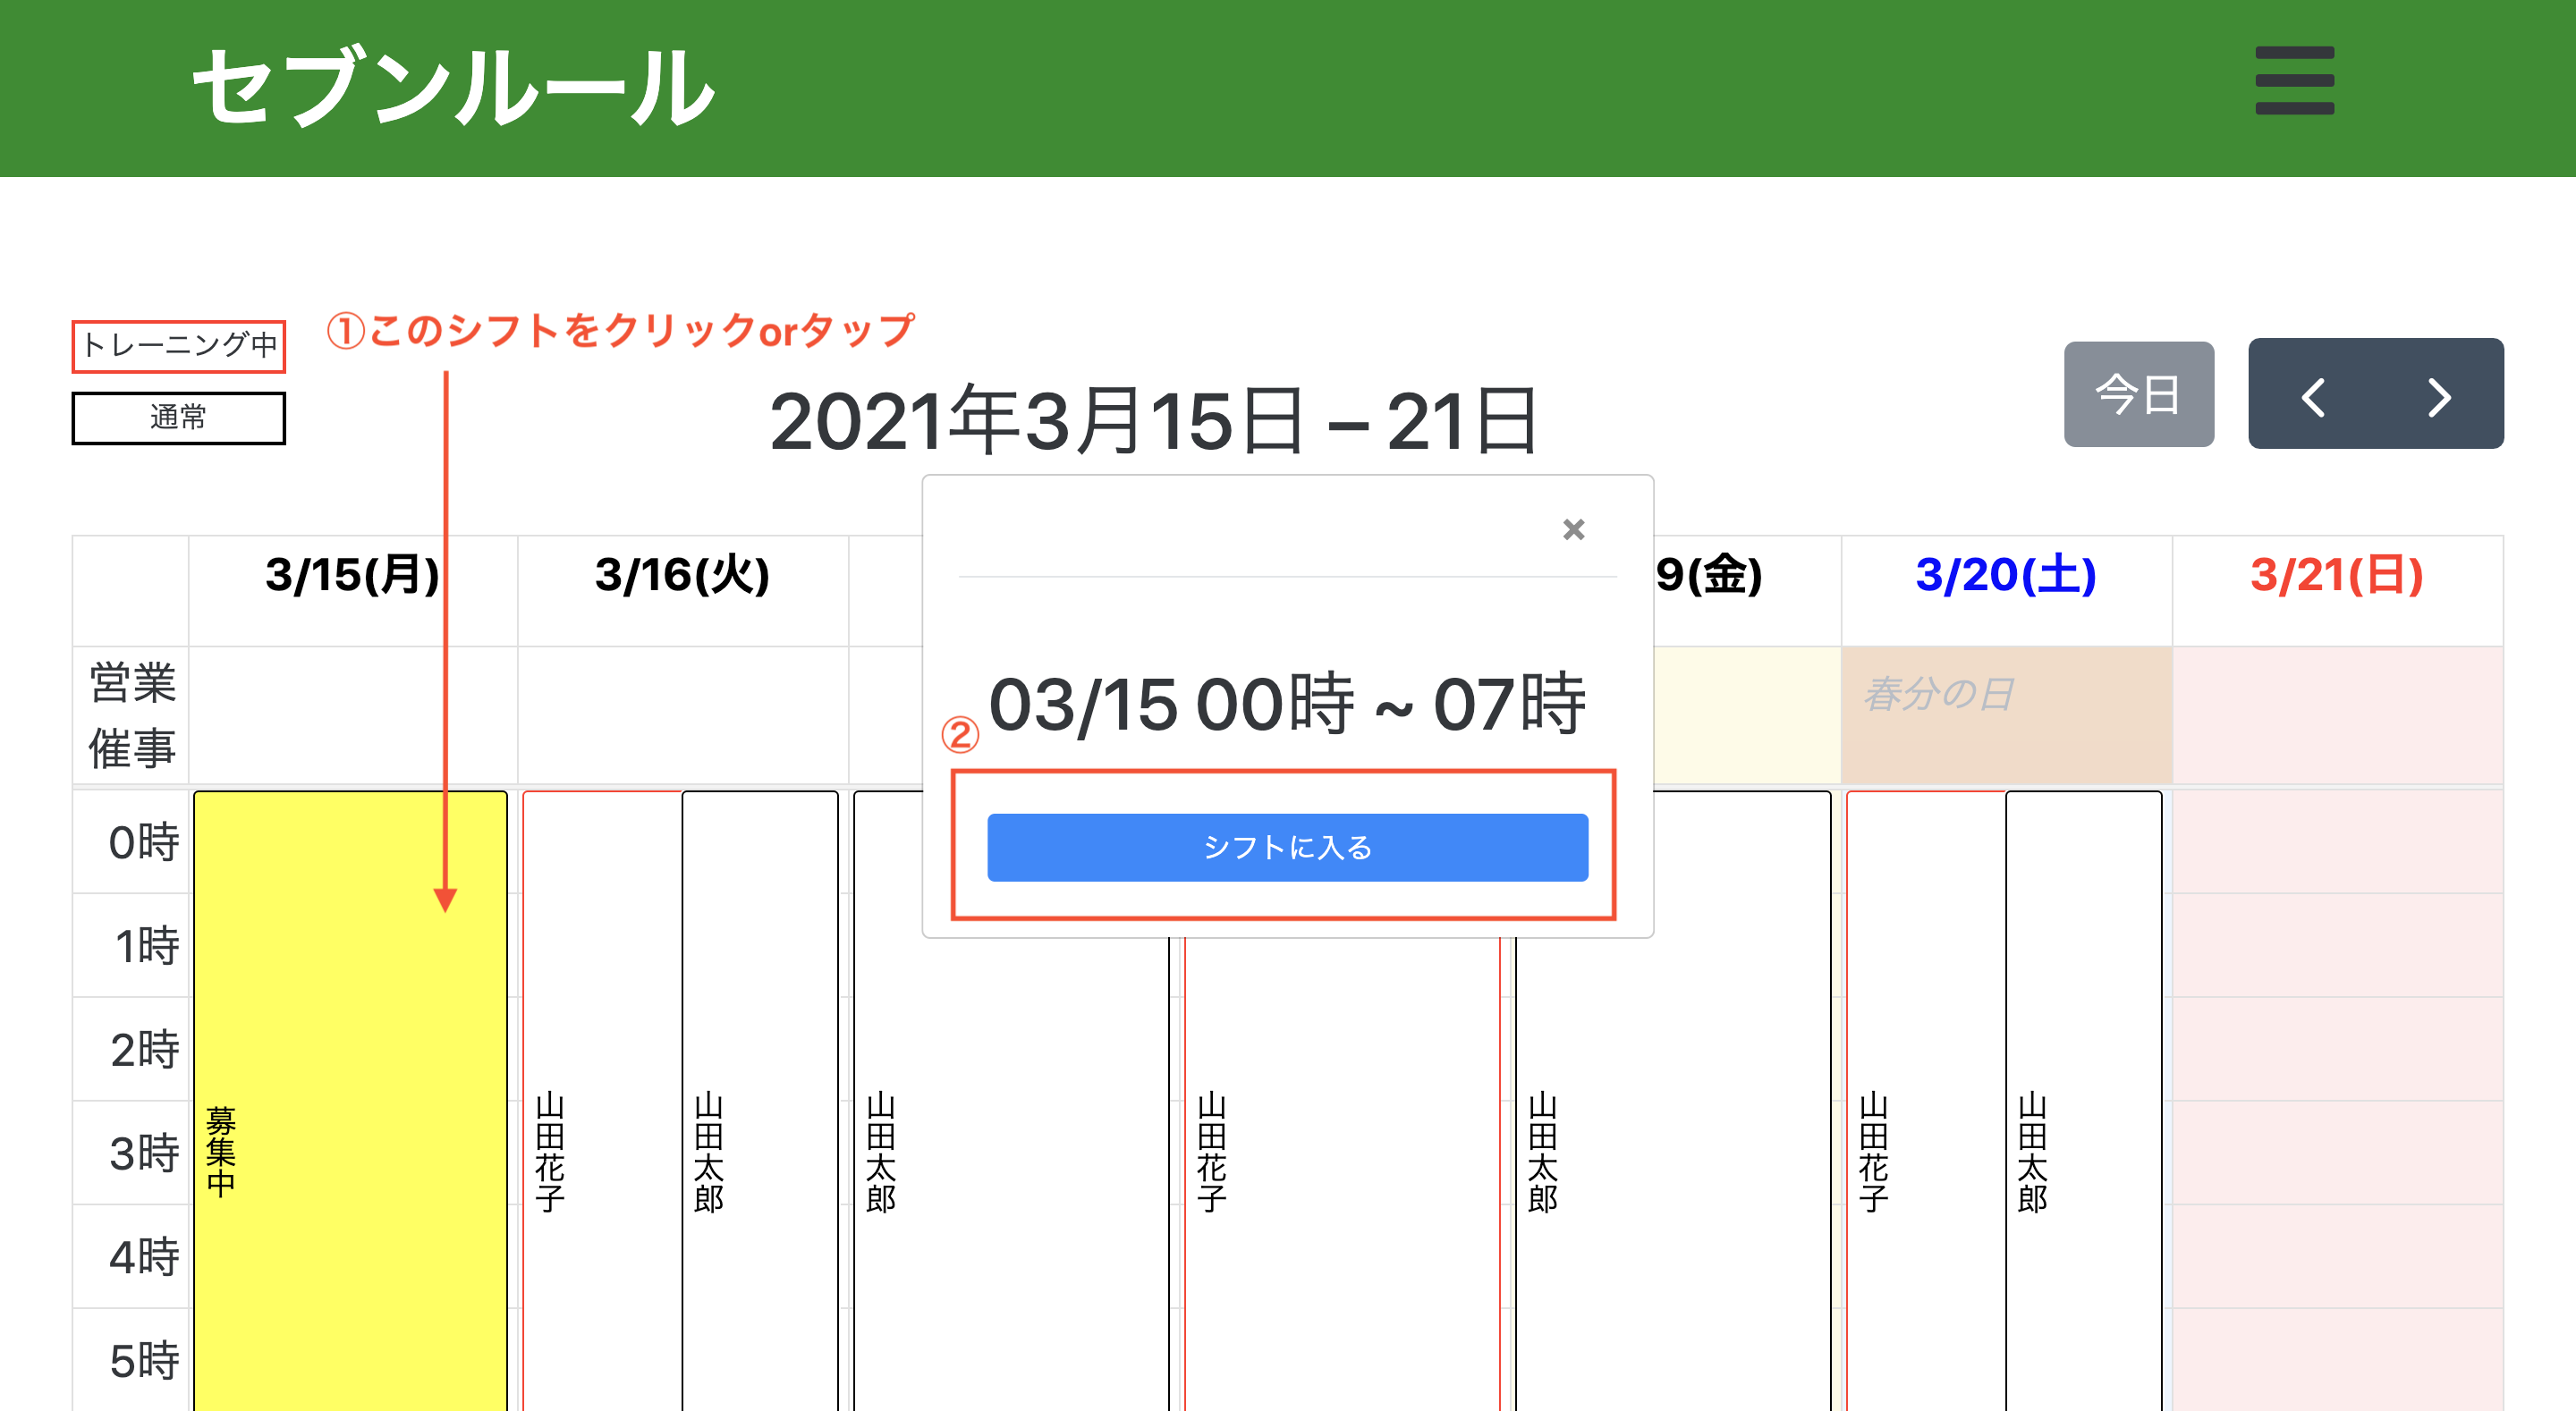 セブンルール
トレーニング中
①このシフトをクリックorタップ
通常
2021年3月15日 – 21日
今日
×
3/15(月)
3/16(火)
9(金)
3/20(土)
3/21(日)
営業
催事
春分の日
03/15 00時 ~ 07時
②
シフトに入る
0時
1時
2時
3時
4時
5時
募集中
山田花子
山田太郎
山田太郎
山田花子
山田太郎
山田花子
山田太郎